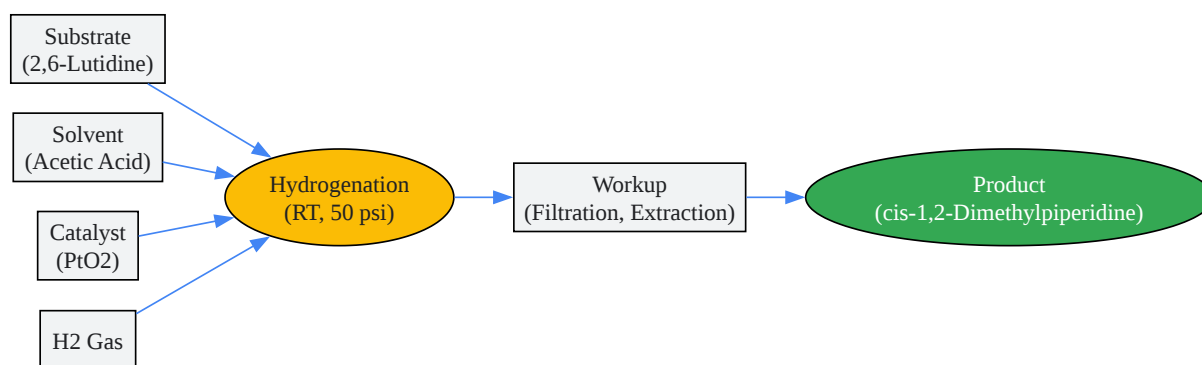 Substrate
(2,6-Lutidine)
Solvent
(Acetic Acid)
Catalyst
(PtO2)
H2 Gas
Hydrogenation
(RT, 50 psi)
Workup
(Filtration, Extraction)
Product
(cis-1,2-Dimethylpiperidine)